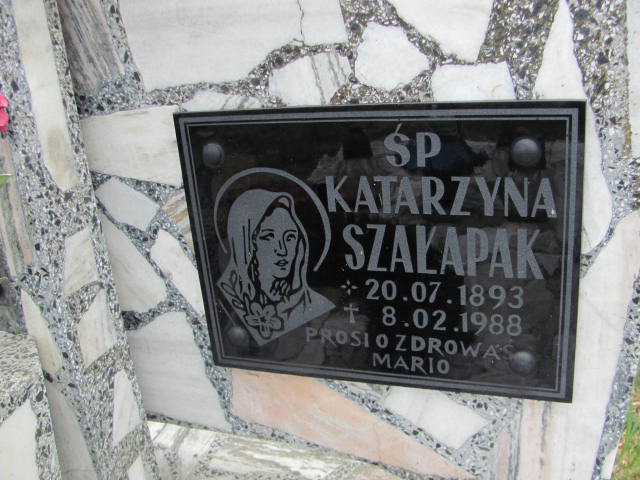 ŚP
KATARZYNA
SZAŁAPAK
20.07.1893
8.02.1988
PROSI O ZDROWAŚ
MARIO